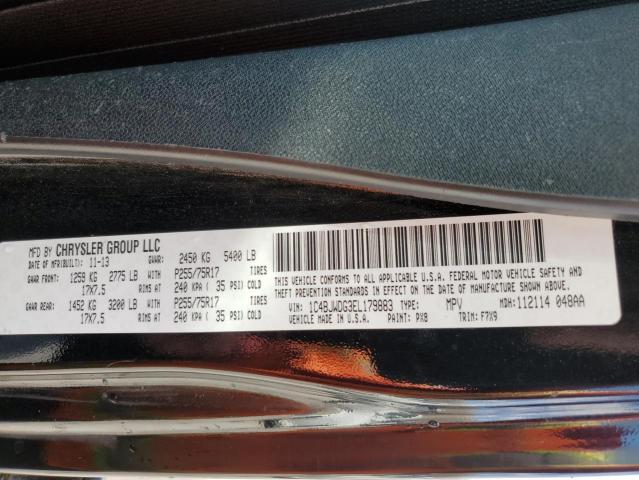 MFD BY CHRYSLER GROUP LLC
DATE OF MFR(BUILT): 11-13 GVWR: 2450 KG 5400 LB
GAWR FRONT: 1259 KG 2775 LB WITH P255/75R17 TIRES
17X7.5 RIMS AT 240 KPA ( 35 PSI) COLD
GAWR REAR: 1452 KG 3200 LB WITH P255/75R17 TIRES
17X7.5 RIMS AT 240 KPA ( 35 PSI) COLD
THIS VEHICLE CONFORMS TO ALL APPLICABLE U.S.A. FEDERAL MOTOR VEHICLE SAFETY AND
THEFT PREVENTION STANDARDS IN EFFECT ON THE DATE OF MANUFACTURE SHOWN ABOVE.
VIN: 1C4BJWDG3EL179883 TYPE: MPV MDH: 112114 048AA
VEHICLE MADE IN U.S.A. PAINT: PX8 TRIM: F7X9